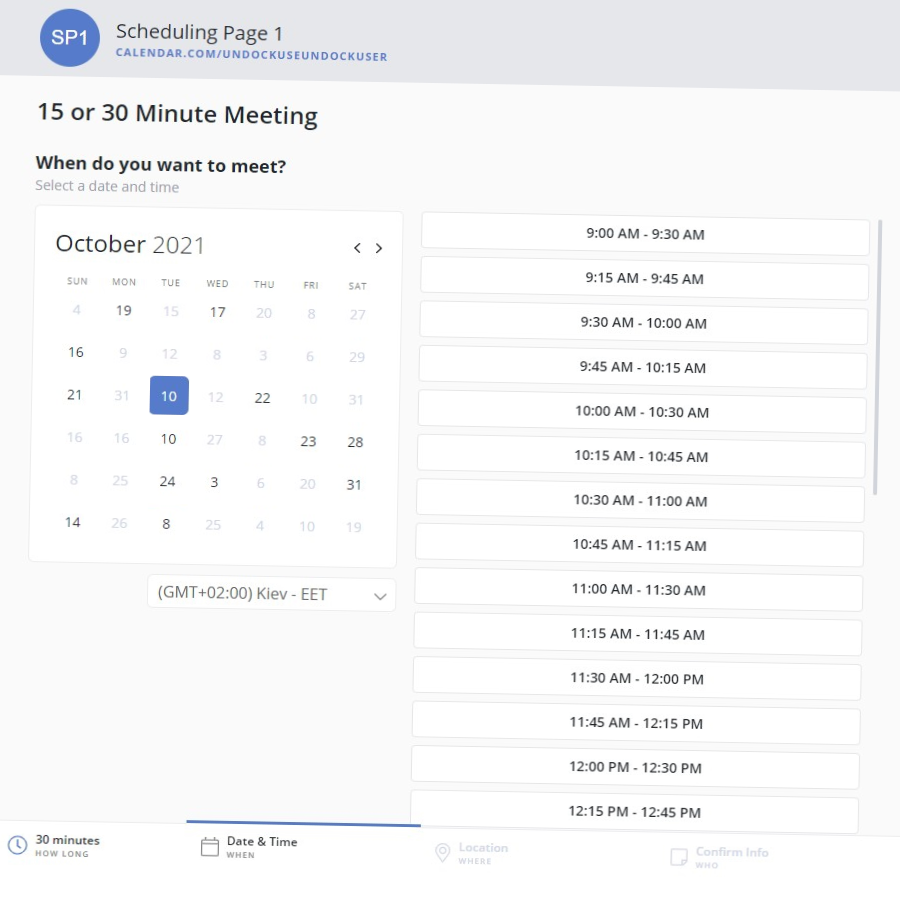 SP1
Scheduling Page 1
CALENDAR.COM/UNDOCKUSEUNDOCKUSER
15 or 30 Minute Meeting
When do you want to meet?
Select a date and time
October 2021
SUN MON TUE WED THU FRI SAT
4 19 15 17 20 8 27
16 9 12 8 3 6 29
21 31 10 12 22 10 31
16 16 10 27 8 23 28
8 25 24 3 6 20 31
14 26 8 25 4 10 19
(GMT+02:00) Kiev - EET
9:00 AM - 9:30 AM
9:15 AM - 9:45 AM
9:30 AM - 10:00 AM
9:45 AM - 10:15 AM
10:00 AM - 10:30 AM
10:15 AM - 10:45 AM
10:30 AM - 11:00 AM
10:45 AM - 11:15 AM
11:00 AM - 11:30 AM
11:15 AM - 11:45 AM
11:30 AM - 12:00 PM
11:45 AM - 12:15 PM
12:00 PM - 12:30 PM
12:15 PM - 12:45 PM
30 minutes
HOW LONG
Date & Time
WHEN
Location
WHERE
Confirm Info
WHO